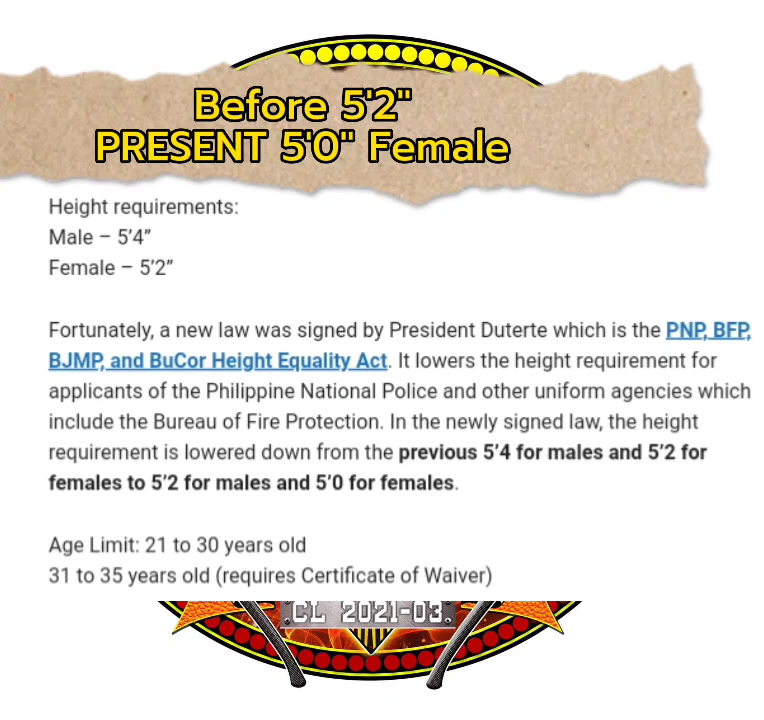 Before 5'2"
PRESENT 5'0" Female
Height requirements:
Male – 5’4”
Female – 5’2”
Fortunately, a new law was signed by President Duterte which is the PNP, BFP,
BJMP, and BuCor Height Equality Act. It lowers the height requirement for
applicants of the Philippine National Police and other uniform agencies which
include the Bureau of Fire Protection. In the newly signed law, the height
requirement is lowered down from the previous 5’4 for males and 5’2 for
females to 5’2 for males and 5’0 for females.
Age Limit: 21 to 30 years old
31 to 35 years old (requires Certificate of Waiver)
CL 2021-03